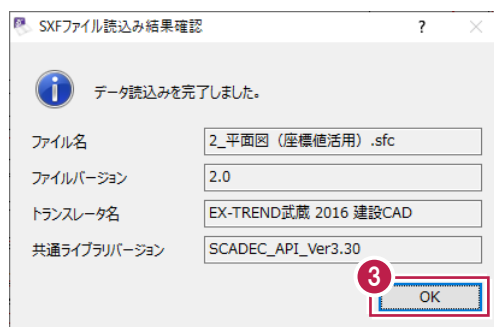 SXFファイル読込み結果確認
?
データ読込みを完了しました。
ファイル名 2_平面図（座標値活用）.sfc
ファイルバージョン 2.0
トランスレータ名 EX-TREND武蔵 2016 建設CAD
共通ライブラリバージョン SCADEC_API_Ver3.30
3
OK